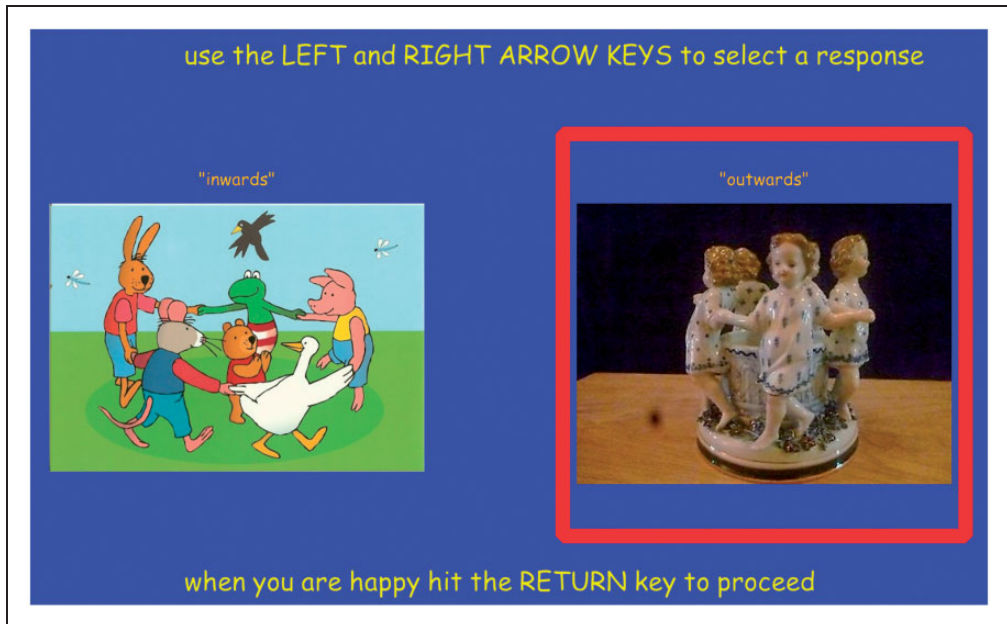 use the LEFT and RIGHT ARROW KEYS to select a response
"inwards"
"outwards"
when you are happy hit the RETURN key to proceed